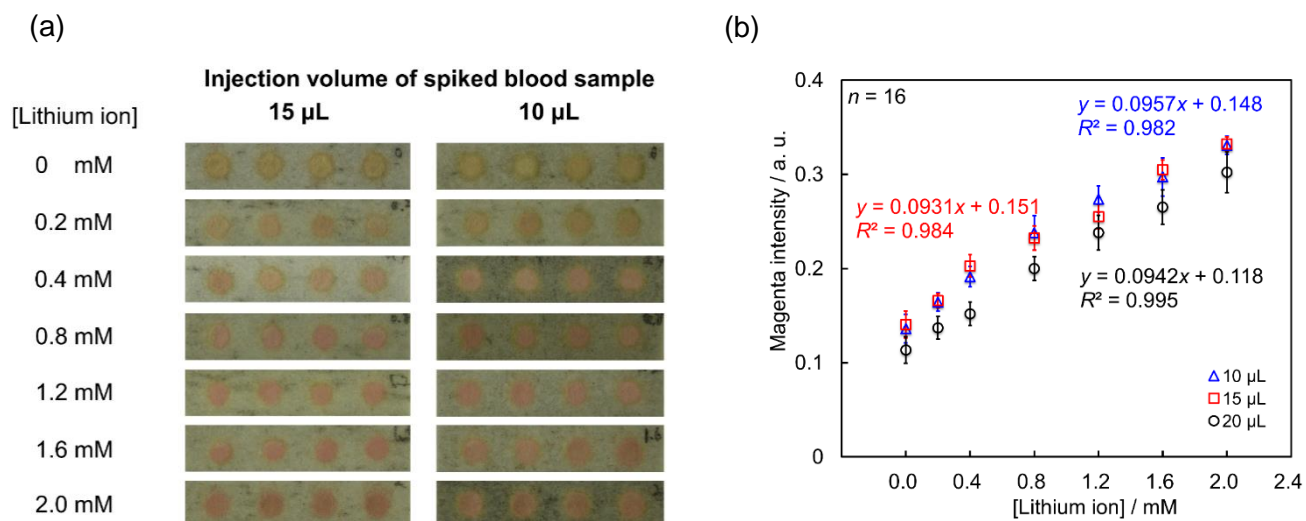 (a)
Injection volume of spiked blood sample
[Lithium ion] 15 µL 10 µL
0 mM
0.2 mM
0.4 mM
0.8 mM
1.2 mM
1.6 mM
2.0 mM
(b)
Magenta intensity / a. u.
0.4
0.3
0.2
0.1
0
n = 16
y = 0.0957x + 0.148
R² = 0.982
y = 0.0931x + 0.151
R² = 0.984
y = 0.0942x + 0.118
R² = 0.995
10 µL
15 µL
20 µL
0.0 0.4 0.8 1.2 1.6 2.0 2.4
[Lithium ion] / mM